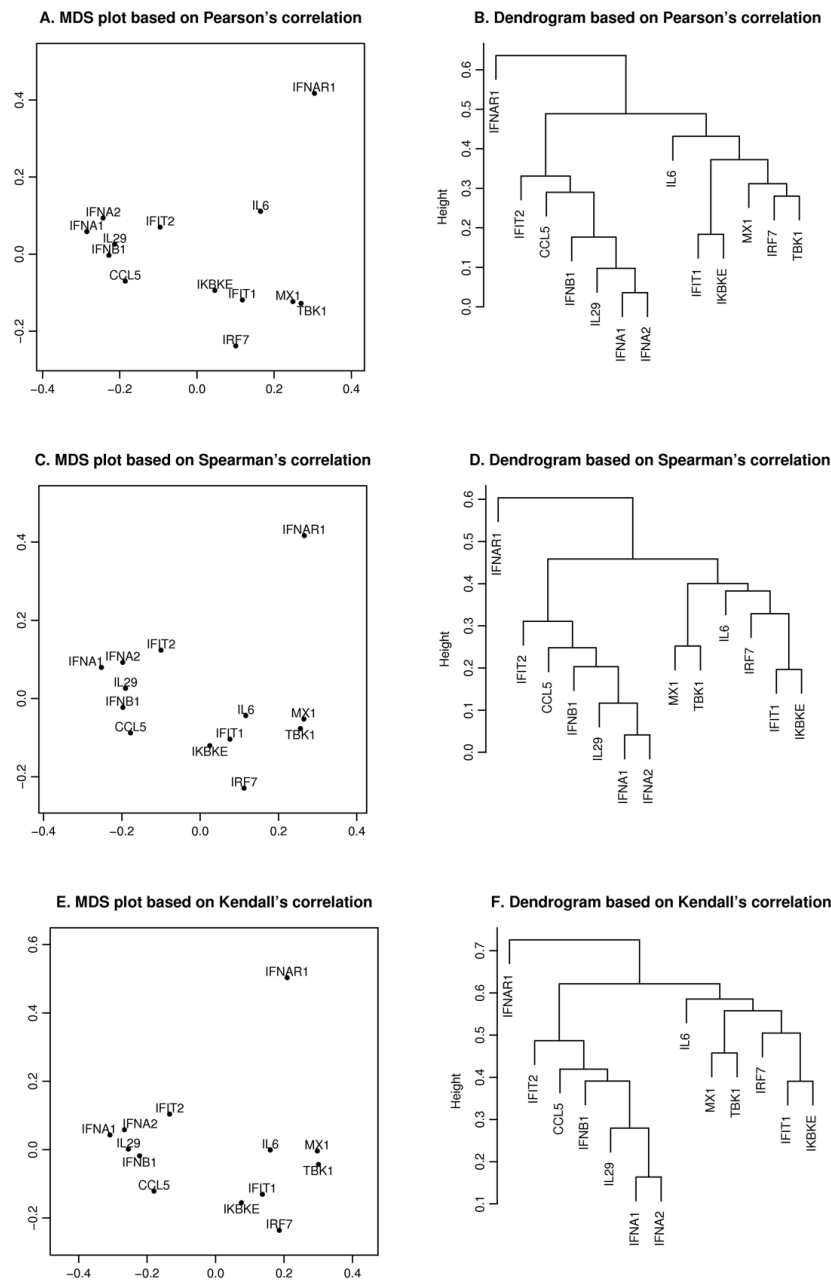 A. MDS plot based on Pearson's correlation
IFNAR1
IL6
IFNA2
IFNA1
IFIT2
IL29
IFNB1
CCL5
IKBKE
IFIT1
MX1
TBK1
IRF7
0.4
0.2
0.0
−0.2
−0.4
−0.2
0.0
0.2
0.4
B. Dendrogram based on Pearson's correlation
Height
0.6
0.5
0.4
0.3
0.2
0.1
0.0
IFNAR1
IFIT2
CCL5
IFNB1
IL29
IFNA1
IFNA2
IL6
IFIT1
IKBKE
MX1
IRF7
TBK1
C. MDS plot based on Spearman's correlation
IFNAR1
IFIT2
IFNA2
IFNA1
IL29
IFNB1
CCL5
IL6
MX1
IFIT1
TBK1
IKBKE
IRF7
0.4
0.2
0.0
−0.2
−0.4
−0.2
0.0
0.2
0.4
D. Dendrogram based on Spearman's correlation
Height
0.6
0.5
0.4
0.3
0.2
0.1
0.0
IFNAR1
IFIT2
CCL5
IFNB1
IL29
IFNA1
IFNA2
MX1
TBK1
IL6
IRF7
IFIT1
IKBKE
E. MDS plot based on Kendall's correlation
IFNAR1
IFIT2
IFNA2
IFNA1
IL29
IFNB1
CCL5
IL6
MX1
TBK1
IFIT1
IKBKE
IRF7
0.6
0.4
0.2
0.0
−0.2
−0.4
−0.2
0.0
0.2
0.4
F. Dendrogram based on Kendall's correlation
Height
0.7
0.6
0.5
0.4
0.3
0.2
0.1
IFNAR1
IFIT2
CCL5
IFNB1
IL29
IFNA1
IFNA2
IL6
MX1
TBK1
IRF7
IFIT1
IKBKE